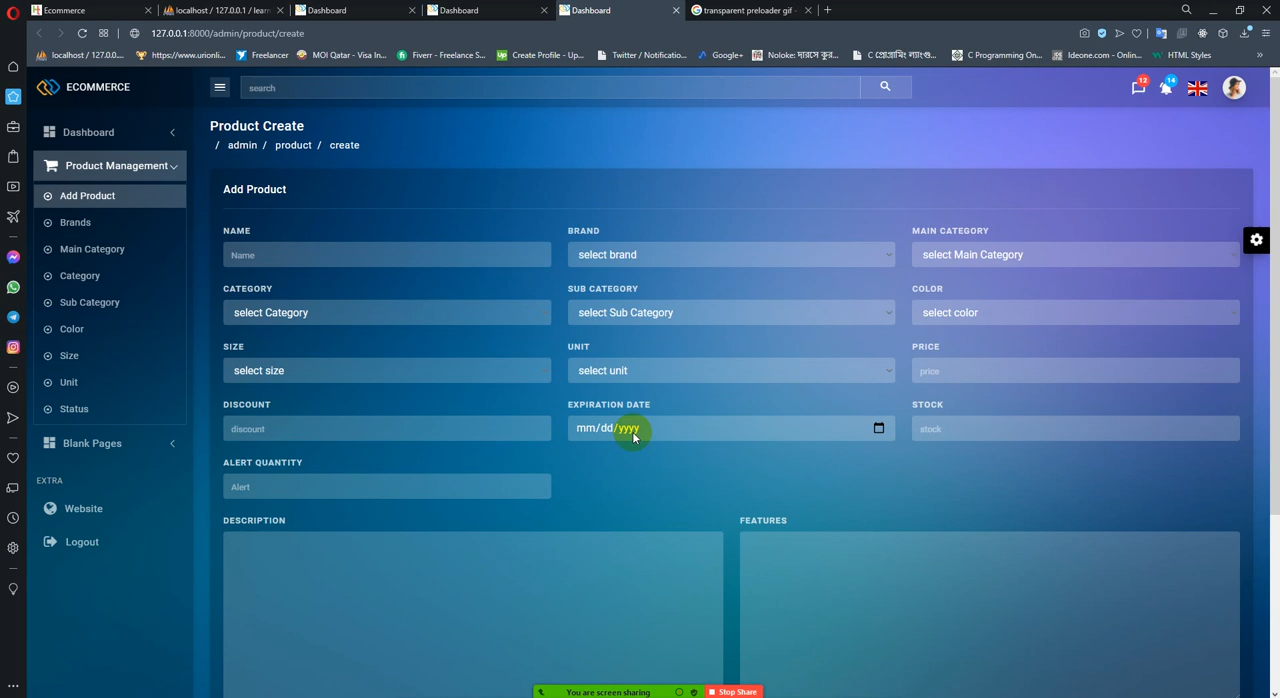 Ecommerce
localhost / 127.0.0.1 / lear
Dashboard
Dashboard
Dashboard
transparent preloader gif -
127.0.0.1:8000/admin/product/create
localhost / 127.0.0....
https://www.urionli...
Freelancer
MOI Qatar - Visa In...
Fiverr - Freelance S...
Create Profile - Up...
Twitter / Notificatio...
Google+
C Programming On...
Ideone.com - Onlin...
HTML Styles
ECOMMERCE
search
12
14
Dashboard
Product Management
Add Product
Brands
Main Category
Category
Sub Category
Color
Size
Unit
Status
Blank Pages
EXTRA
Website
Logout
Product Create
/ admin / product / create
Add Product
NAME
BRAND
MAIN CATEGORY
Name
select brand
select Main Category
CATEGORY
SUB CATEGORY
COLOR
select Category
select Sub Category
select color
SIZE
UNIT
PRICE
select size
select unit
price
DISCOUNT
EXPIRATION DATE
STOCK
discount
mm/dd/yyyy
stock
ALERT QUANTITY
Alert
DESCRIPTION
FEATURES
You are screen sharing
Stop Share